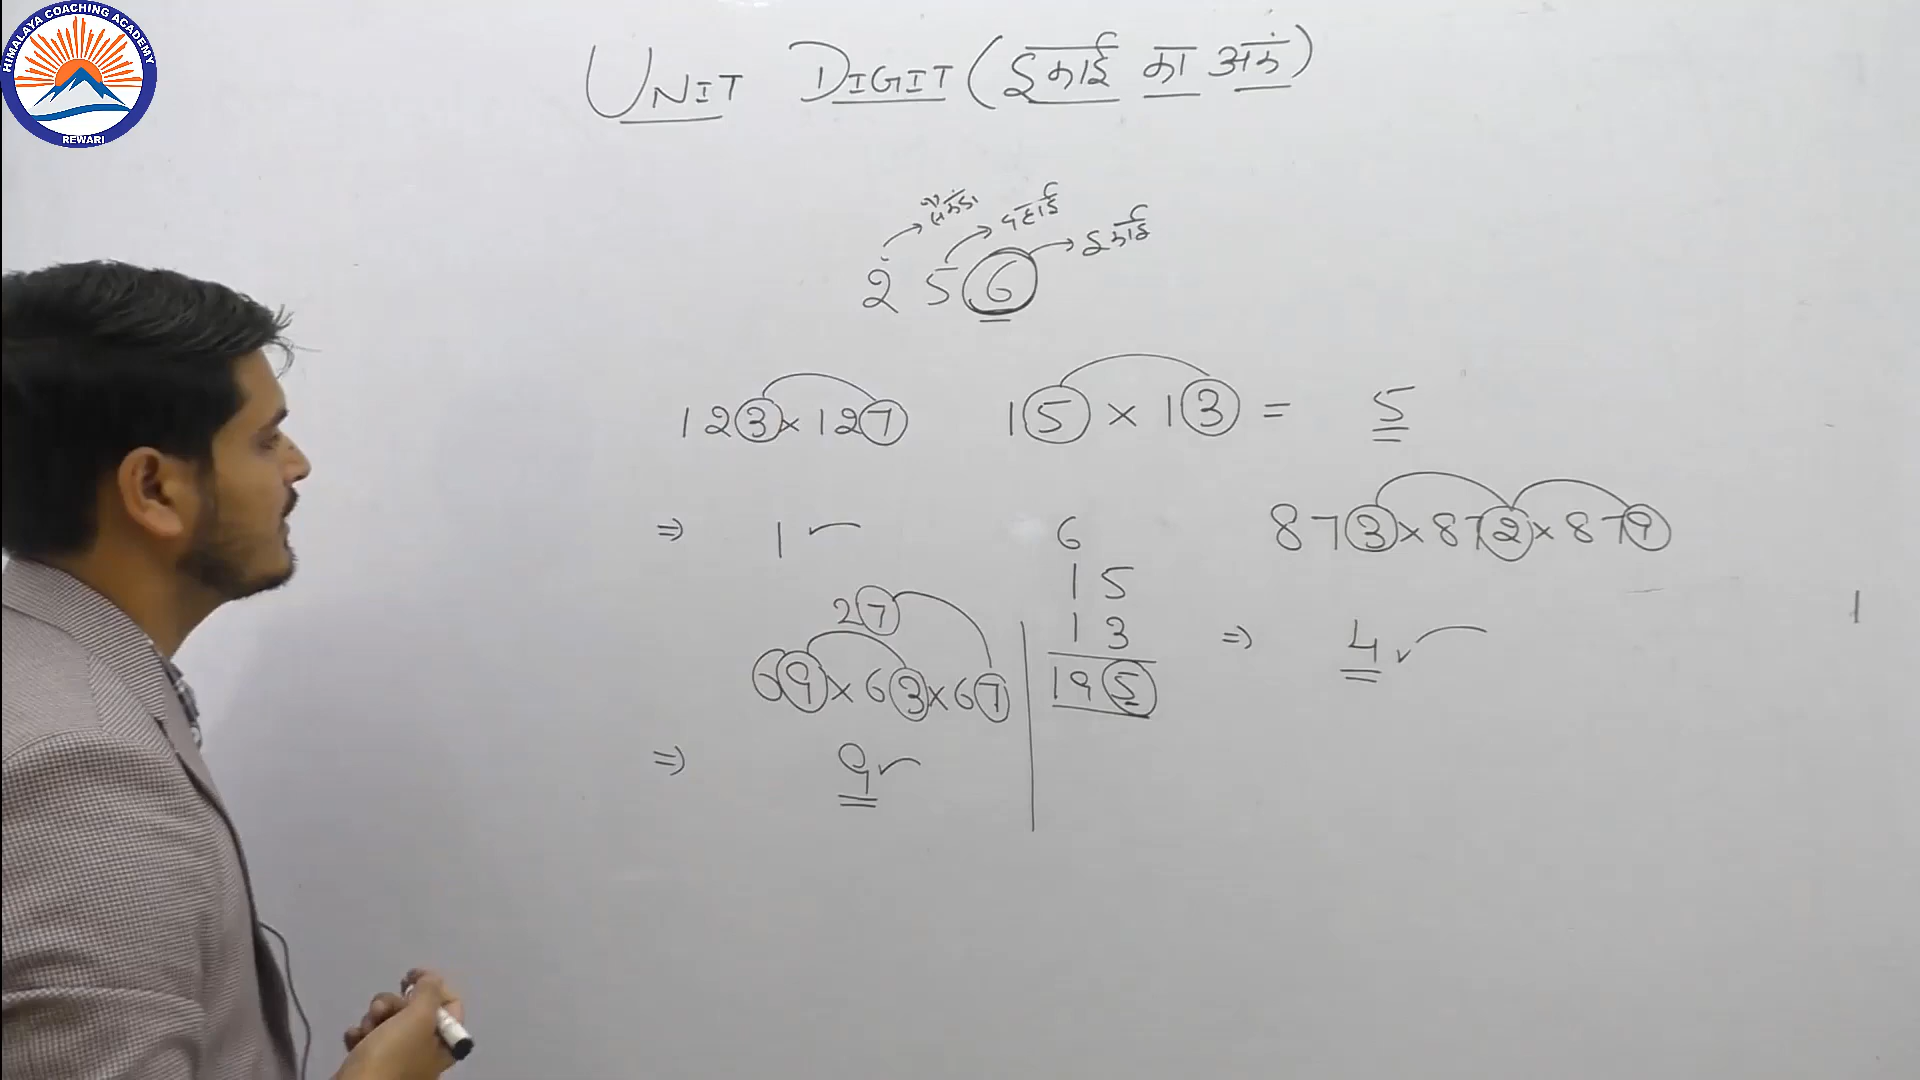 HIMALAYA COACHING ACADEMY
REWARI
UNIT DIGIT (इकाई का अंक)
सैकड़ा दहाई इकाई
2 5 6
123 × 127
15 × 13 = 5
⇒ 1 ✓
873 × 872 × 879
⇒ 4 ✓
6
15
13
195
27
69 × 63 × 67
⇒ 9 ✓